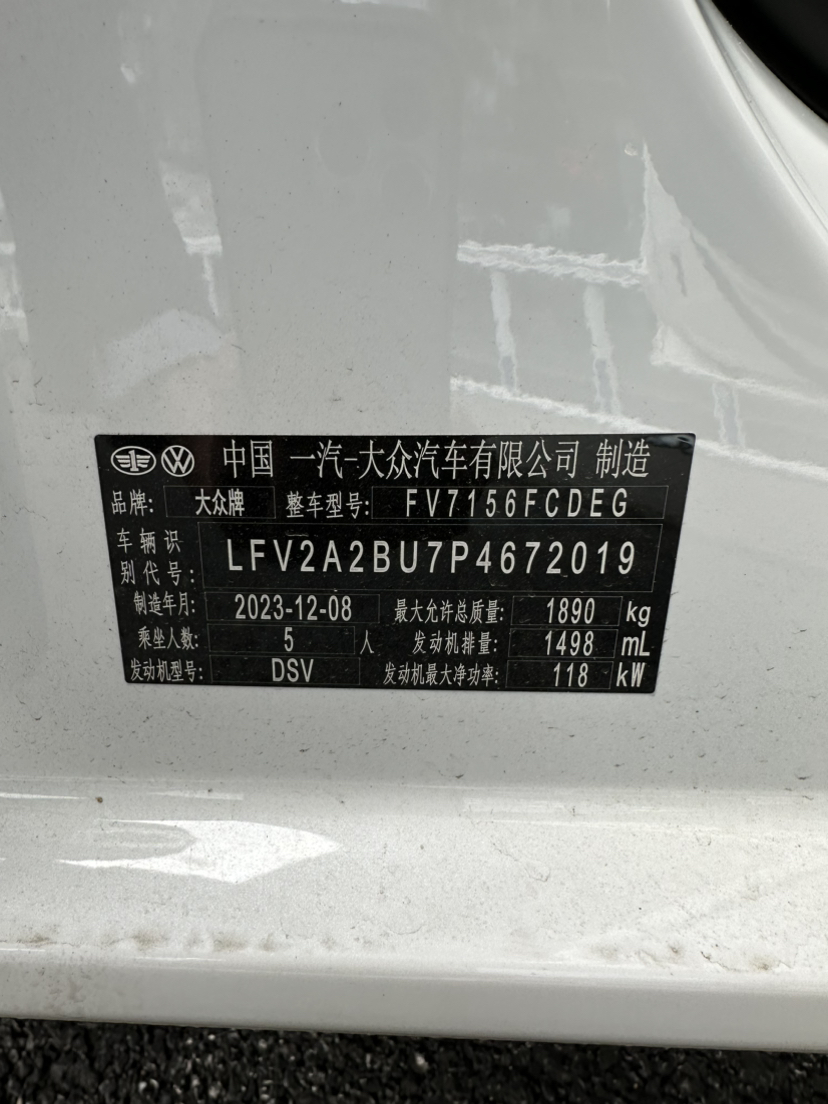 中国 一汽-大众汽车有限公司 制造
品牌: 大众牌 整车型号: FV7156FCDEG
车辆识别代号: LFV2A2BU7P4672019
制造年月: 2023-12-08 最大允许总质量: 1890 kg
乘坐人数: 5 人 发动机排量: 1498 mL
发动机型号: DSV 发动机最大净功率: 118 kW